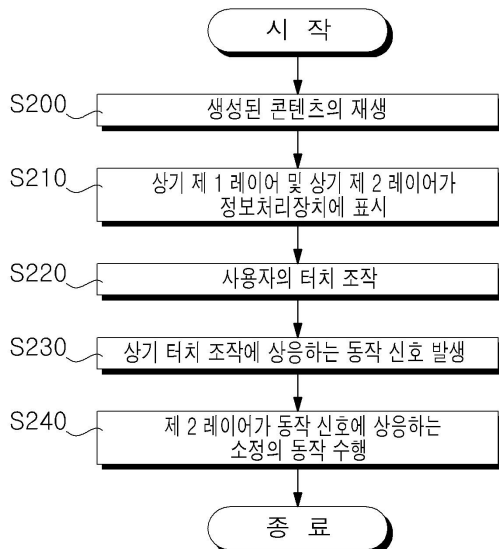 시 작
S200
생성된 콘텐츠의 재생
S210
상기 제 1 레이어 및 상기 제 2 레이어가
정보처리장치에 표시
S220
사용자의 터치 조작
S230
상기 터치 조작에 상응하는 동작 신호 발생
S240
제 2 레이어가 동작 신호에 상응하는
소정의 동작 수행
종 료